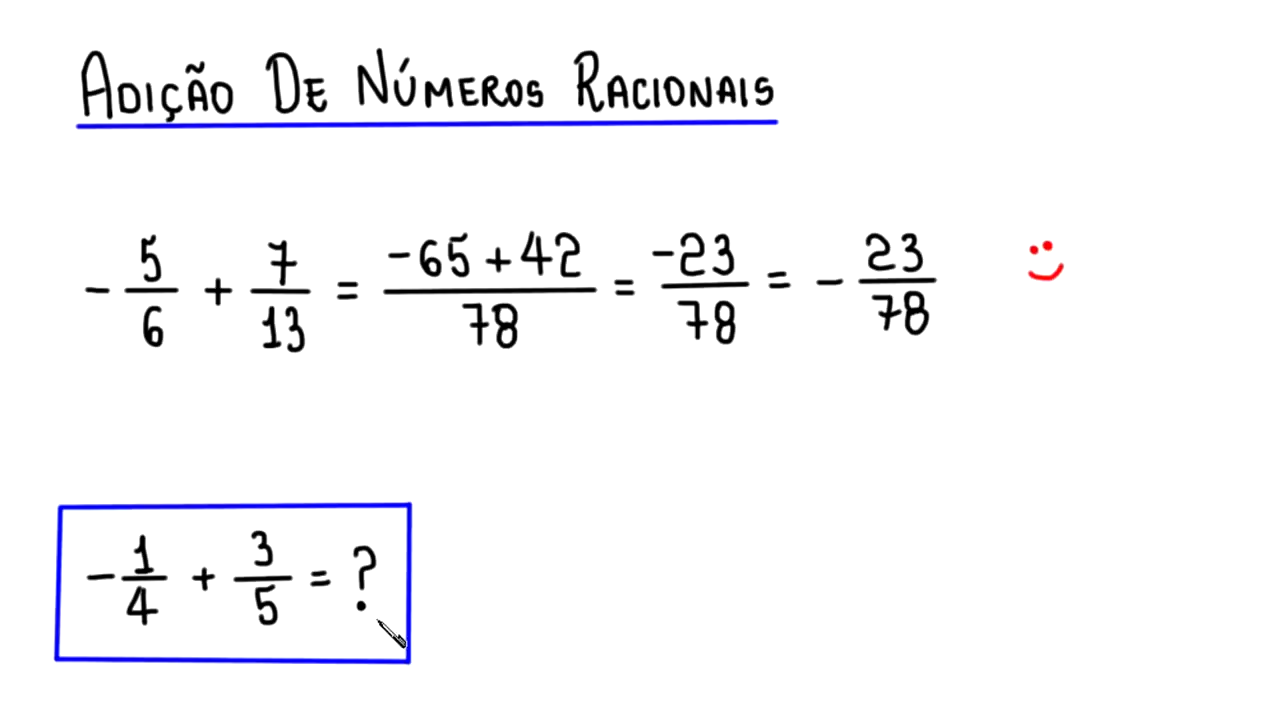 ADIÇÃO DE NÚMEROS RACIONAIS
- 5/6 + 7/13 = (-65 + 42)/78 = -23/78 = - 23/78
- 1/4 + 3/5 = ?